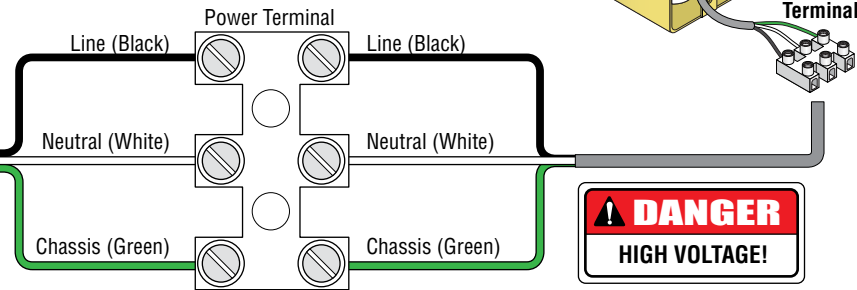 Terminal
Power Terminal
Line (Black)
Line (Black)
Neutral (White)
Neutral (White)
Chassis (Green)
Chassis (Green)
DANGER
HIGH VOLTAGE!